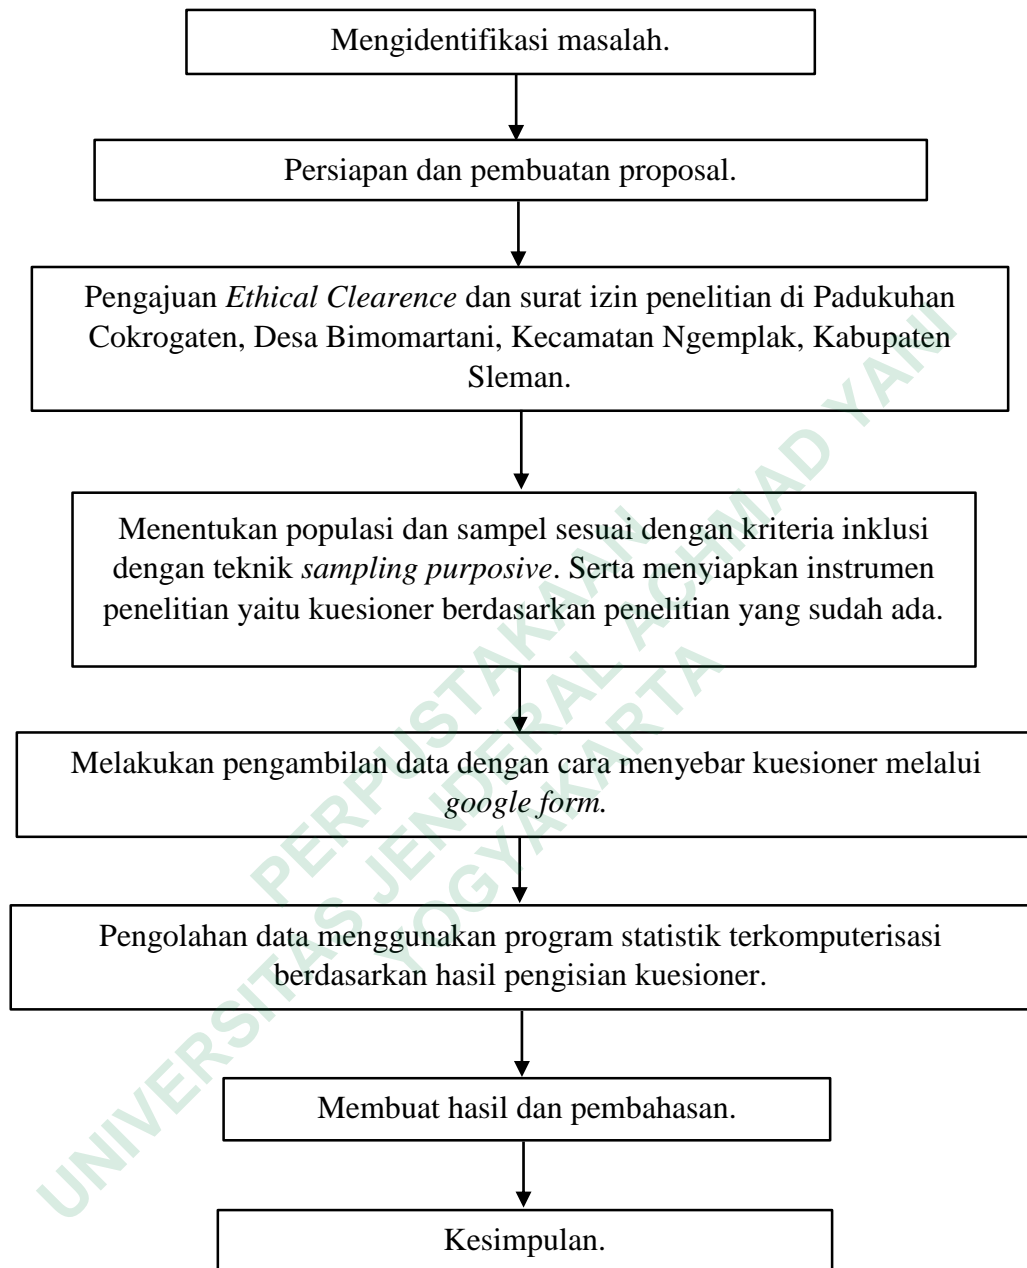 Mengidentifikasi masalah.
Persiapan dan pembuatan proposal.
Pengajuan Ethical Clearence dan surat izin penelitian di Padukuhan
Cokrogaten, Desa Bimomartani, Kecamatan Ngemplak, Kabupaten
Sleman.
Menentukan populasi dan sampel sesuai dengan kriteria inklusi
dengan teknik sampling purposive. Serta menyiapkan instrumen
penelitian yaitu kuesioner berdasarkan penelitian yang sudah ada.
Melakukan pengambilan data dengan cara menyebar kuesioner melalui
google form.
Pengolahan data menggunakan program statistik terkomputerisasi
berdasarkan hasil pengisian kuesioner.
Membuat hasil dan pembahasan.
Kesimpulan.
PERPUSTAKAAN
UNIVERSITAS JENDERAL ACHMAD YANI
YOGYAKARTA